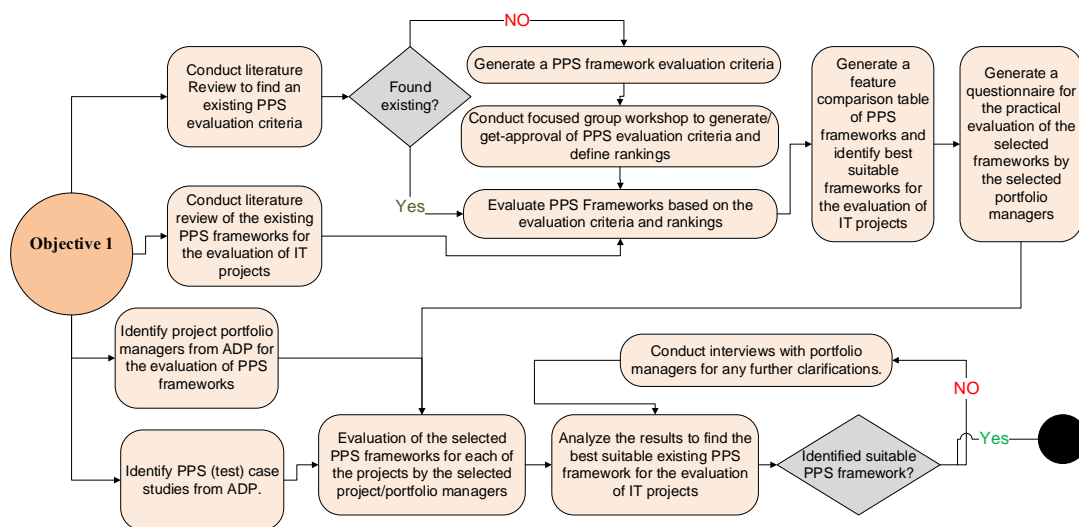 NO
Conduct literature
Review to find an
existing PPS
evaluation criteria
Found
existing?
Generate a PPS framework evaluation criteria
Conduct focused group workshop to generate/
get-approval of PPS evaluation criteria and
define rankings
Yes
Evaluate PPS Frameworks based on the
evaluation criteria and rankings
Generate a
feature
comparison table
of PPS
frameworks and
identify best
suitable
frameworks for
the evaluation of
IT projects
Generate a
questionnaire for
the practical
evaluation of the
selected
frameworks by
the selected
portfolio
managers
Objective 1
Conduct literature
review of the existing
PPS frameworks for
the evaluation of IT
projects
Identify project portfolio
managers from ADP for
the evaluation of PPS
frameworks
Identify PPS (test) case
studies from ADP.
Evaluation of the selected
PPS frameworks for each of
the projects by the selected
project/portfolio managers
Conduct interviews with portfolio
managers for any further clarifications.
Analyze the results to find the
best suitable existing PPS
framework for the evaluation
of IT projects
Identified suitable
PPS framework?
NO
Yes